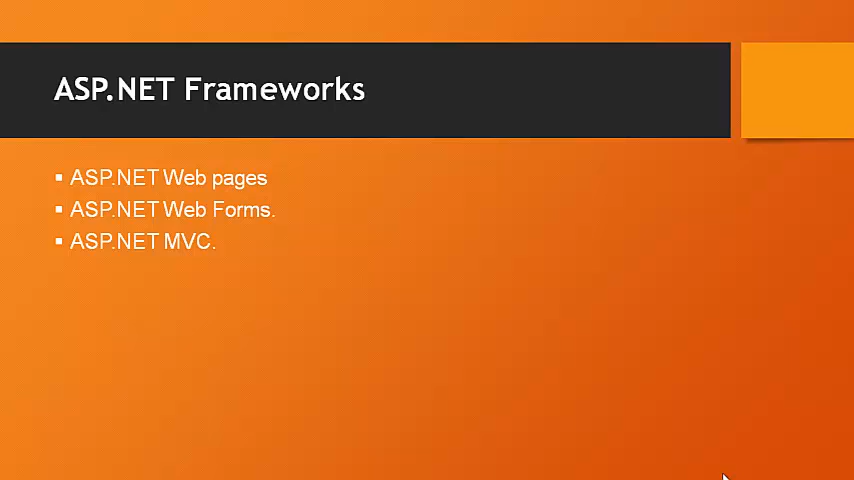 ASP.NET Frameworks
▪ ASP.NET Web pages
▪ ASP.NET Web Forms.
▪ ASP.NET MVC.